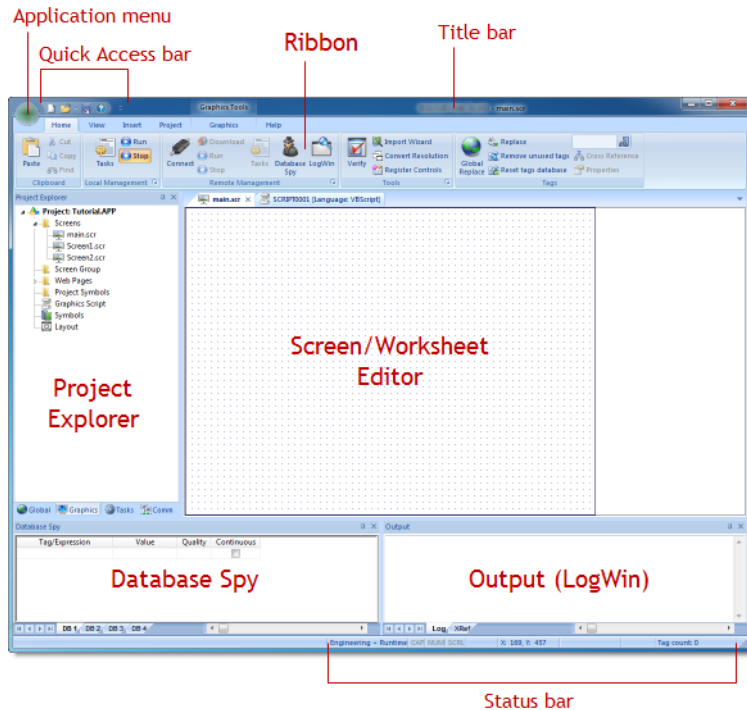 Application menu
Quick Access bar
Ribbon
Title bar
Graphics Tools
- main.scr
Home View Insert Project Graphics Help
Paste
Cut
Copy
Find
Clipboard
Tasks
Run
Stop
Local Management
Connect
Download
Run
Stop
Tasks
Database Spy
LogWin
Remote Management
Verify
Import Wizard
Convert Resolution
Register Controls
Tools
Global Replace
Replace
Remove unused tags
Reset tags database
Cross Reference
Properties
Tags
Project Explorer
main.scr
SCRIPT0001 (Language: VBScript)
Project: Tutorial.APP
Screens
main.scr
Screen1.scr
Screen2.scr
Screen Group
Web Pages
Project Symbols
Graphics Script
Symbols
Layout
Project
Explorer
Screen/Worksheet
Editor
Global Graphics Tasks Comm
Database Spy
Tag/Expression Value Quality Continuous
Database Spy
DB 1 DB 2 DB 3 DB 4
Output
Output (LogWin)
Log XRef
Engineering + Runtime CAP NUM SCRL X: 169, Y: 457 Tag count: 0
Status bar